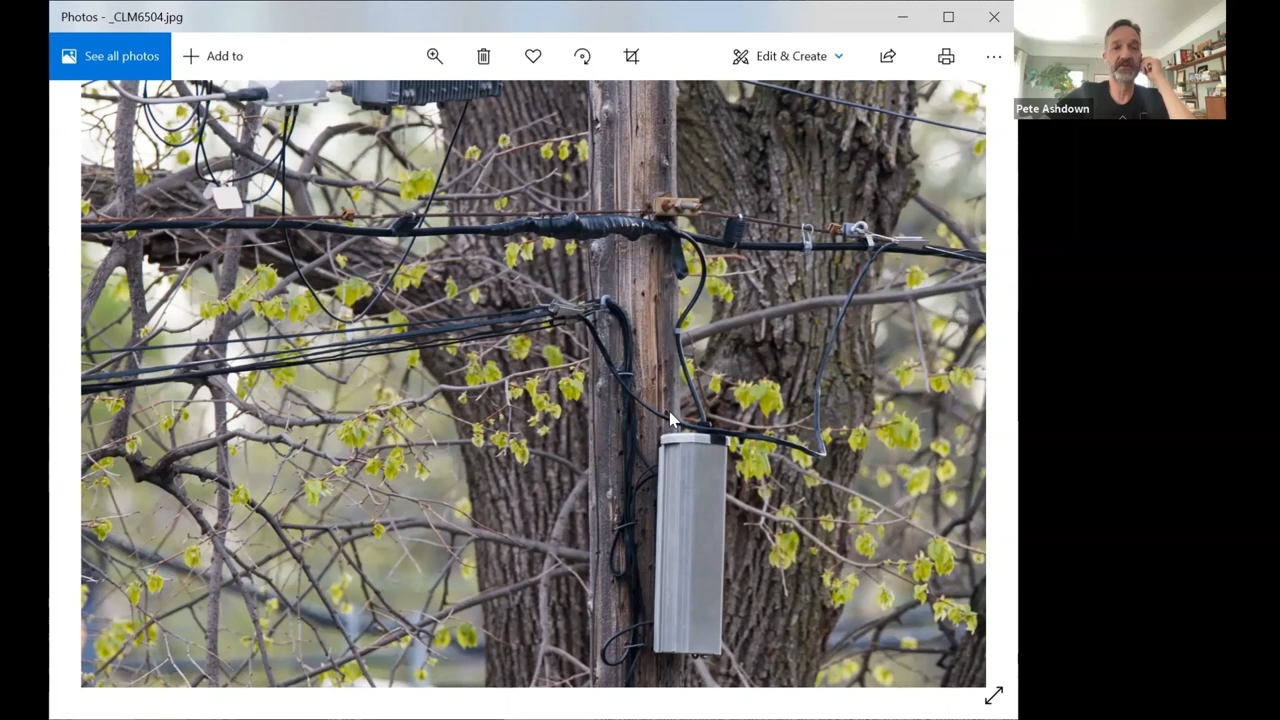 Photos - _CLM6504.jpg
See all photos
Add to
Edit & Create
Pete Ashdown